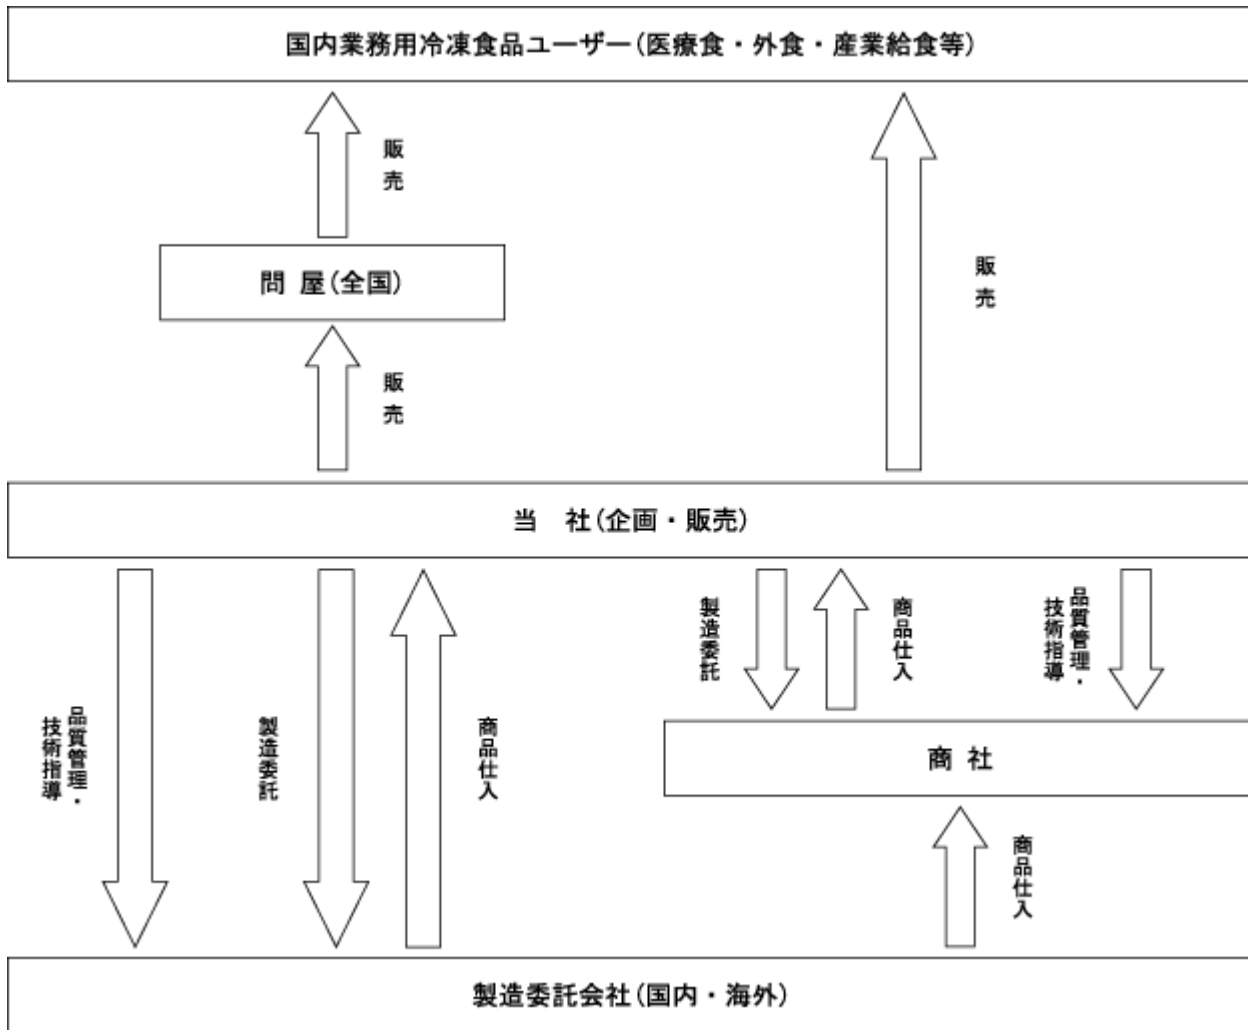 国内業務用冷凍食品ユーザー(医療食・外食・産業給食等)
販売
販売
問 屋(全国)
販売
当 社(企画・販売)
製造委託
商品仕入
品質管理・
技術指導
品質管理・
技術指導
製造委託
商品仕入
商 社
商品仕入
製造委託会社(国内・海外)